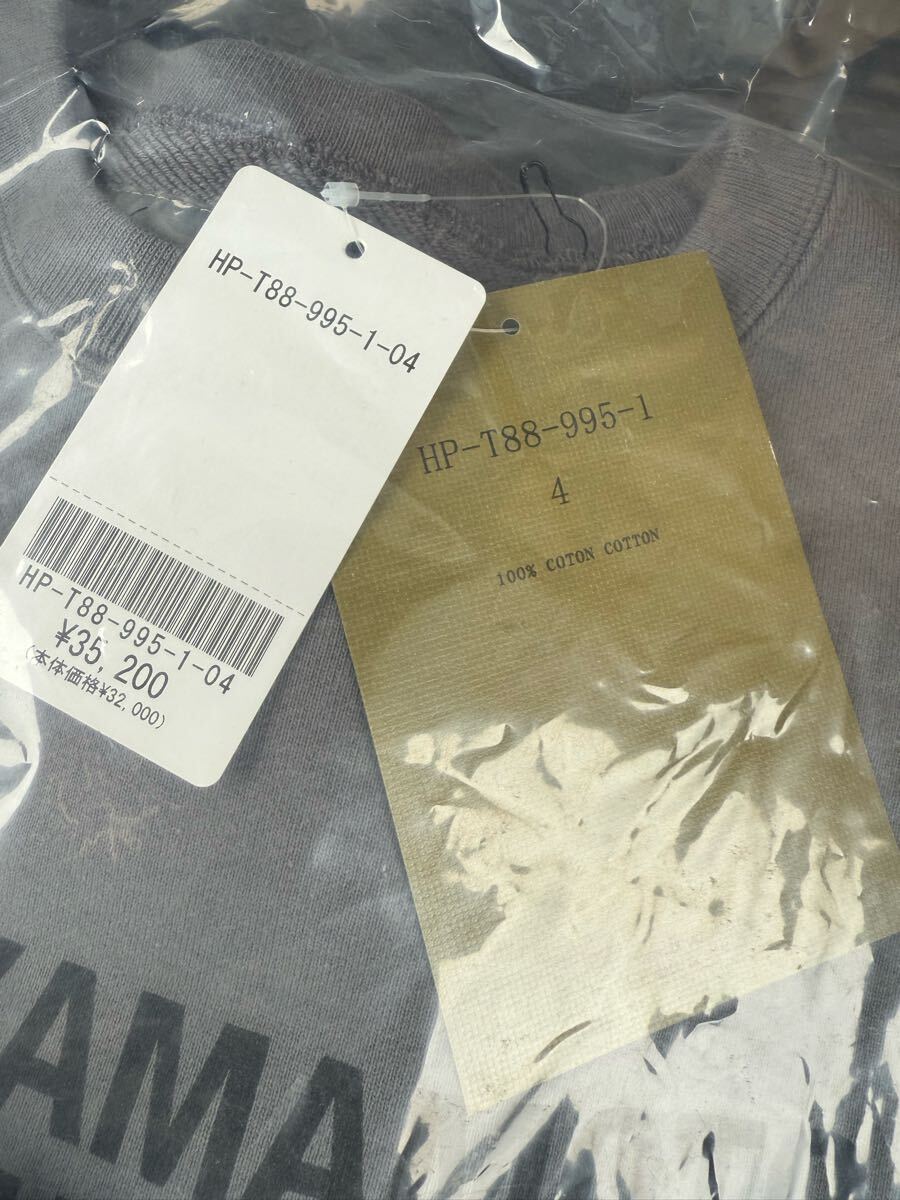 HP-T88-995-1-04
HP-T88-995-1-04
¥35,200
(本体価格¥32,000)
HP-T88-995-1
4
100% COTON COTTON
YAMA